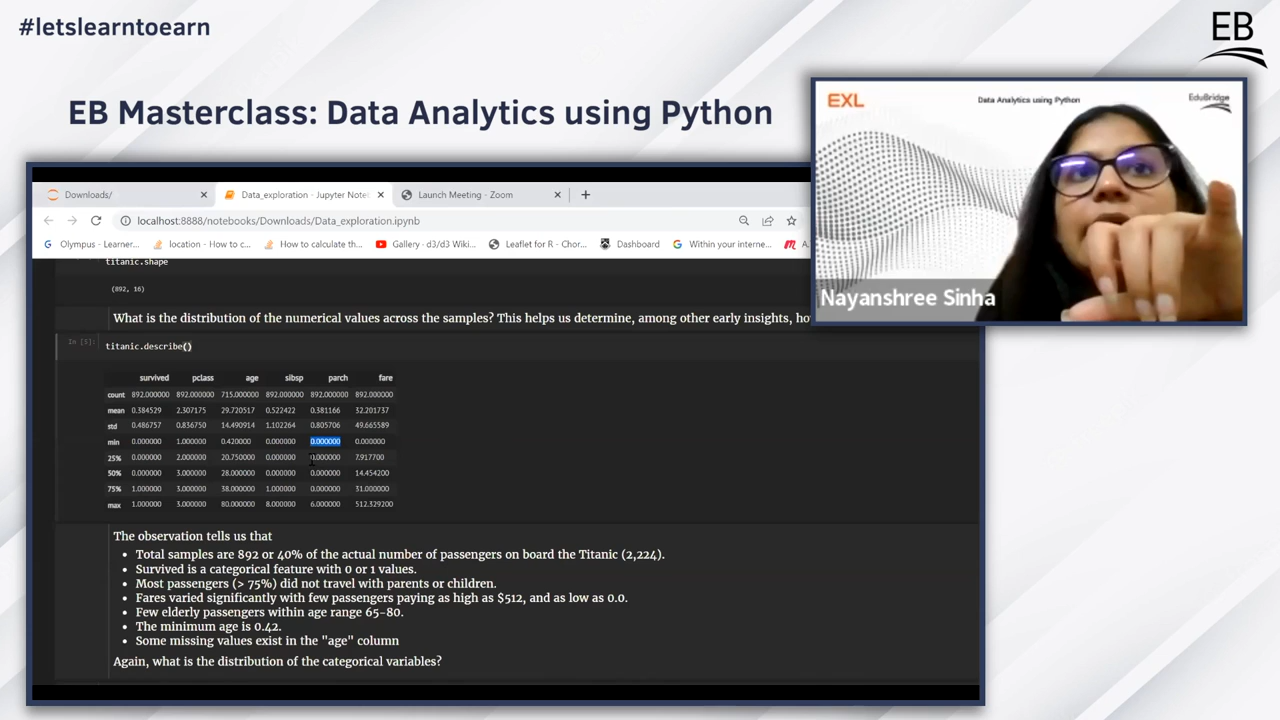 #letslearntoearn
EB
EB Masterclass: Data Analytics using Python
EXL
Data Analytics using Python
EduBridge
Nayanshree Sinha
Downloads/
Data_exploration - Jupyter Note
Launch Meeting - Zoom
localhost:8888/notebooks/Downloads/Data_exploration.ipynb
Olympus - Learner...
location - How to c...
How to calculate th...
Gallery · d3/d3 Wiki...
Leaflet for R - Chor...
Dashboard
Within your interne...
titanic.shape
(892, 16)
What is the distribution of the numerical values across the samples? This helps us determine, among other early insights,
In [5]:
titanic.describe()
survived pclass age sibsp parch fare
count 892.000000 892.000000 715.000000 892.000000 892.000000 892.000000
mean 0.384529 2.307175 29.720517 0.522422 0.381166 32.201737
std 0.486757 0.836750 14.490914 1.102264 0.805706 49.665589
min 0.000000 1.000000 0.420000 0.000000 0.000000 0.000000
25% 0.000000 2.000000 20.750000 0.000000 0.000000 7.917700
50% 0.000000 3.000000 28.000000 0.000000 0.000000 14.454200
75% 1.000000 3.000000 38.000000 1.000000 0.000000 31.000000
max 1.000000 3.000000 80.000000 8.000000 6.000000 512.329200
The observation tells us that
• Total samples are 892 or 40% of the actual number of passengers on board the Titanic (2,224).
• Survived is a categorical feature with 0 or 1 values.
• Most passengers (> 75%) did not travel with parents or children.
• Fares varied significantly with few passengers paying as high as $512, and as low as 0.0.
• Few elderly passengers within age range 65-80.
• The minimum age is 0.42.
• Some missing values exist in the "age" column
Again, what is the distribution of the categorical variables?